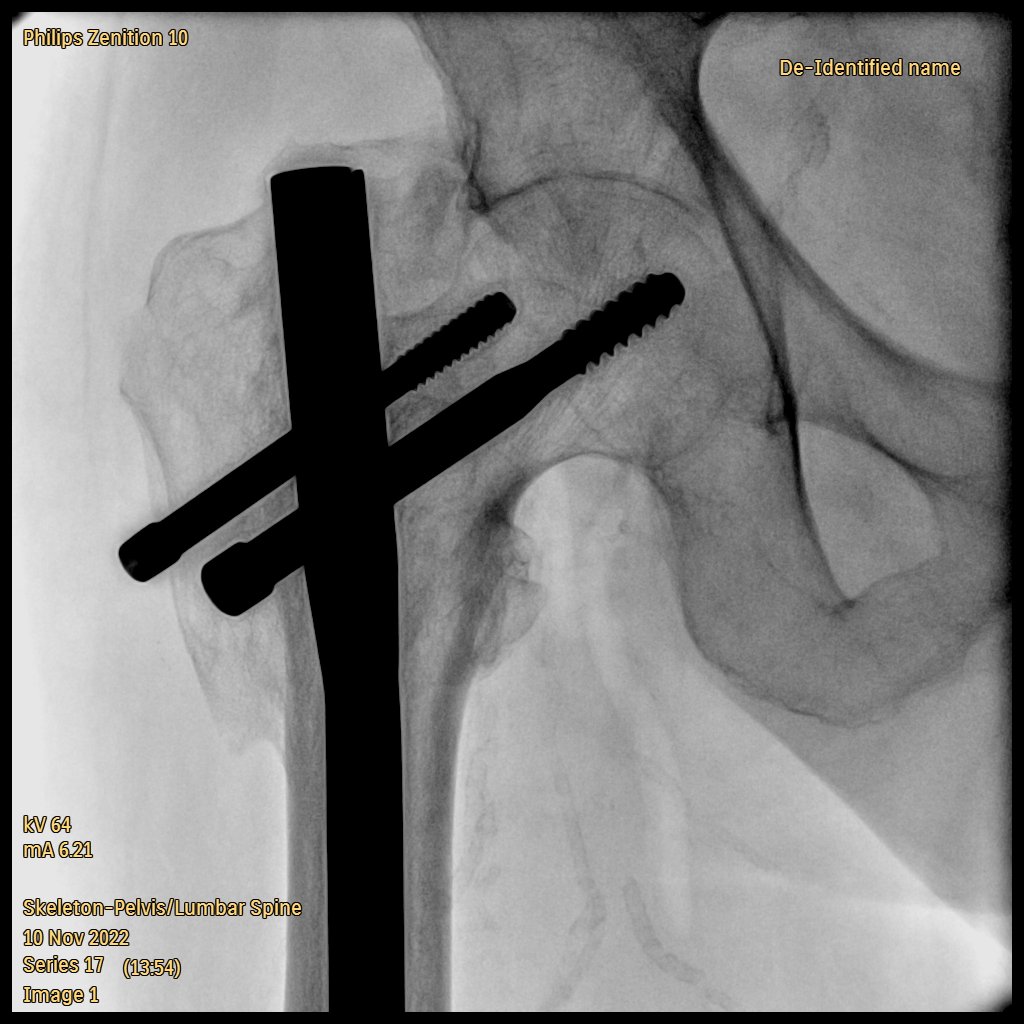 Philips Zenition 10
De-Identified name
kV 64
mA 6.21
Skeleton-Pelvis/Lumbar Spine
10 Nov 2022
Series 17 (13:54)
Image 1